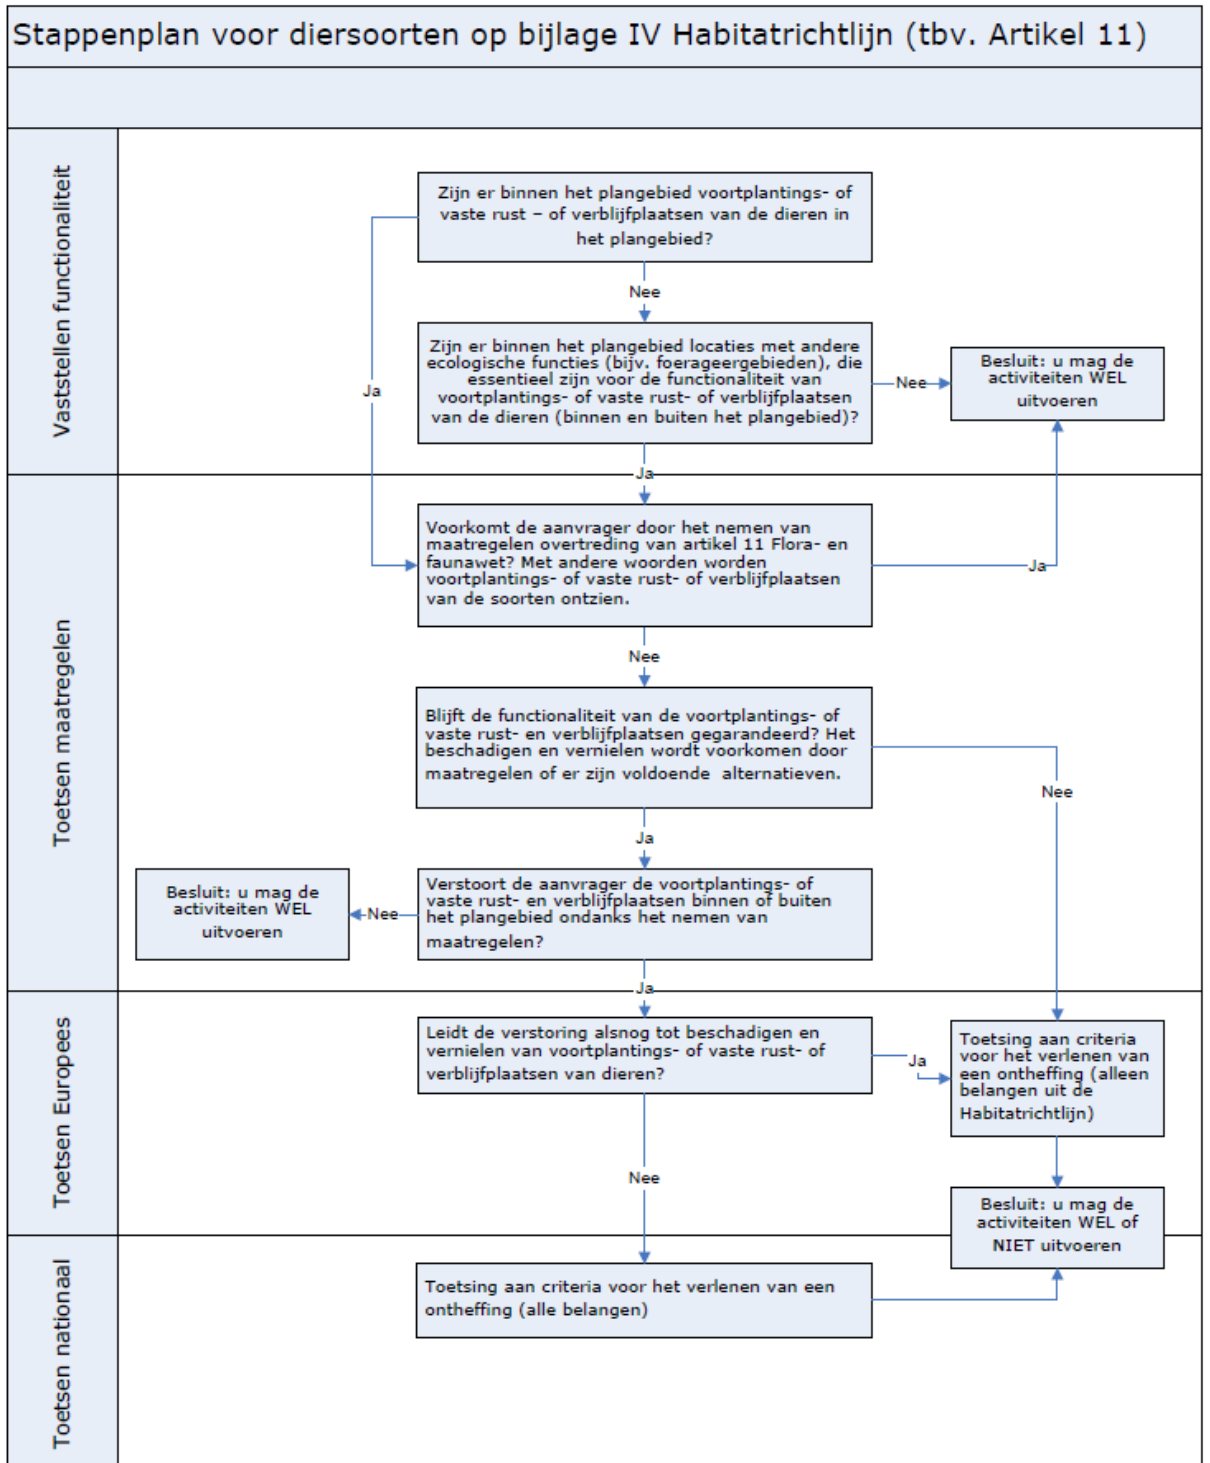 Stappenplan voor diersoorten op bijlage IV Habitatrichtlijn (tbv. Artikel 11)
Vaststellen functionaliteit
Zijn er binnen het plangebied voortplantings- of
vaste rust – of verblijfplaatsen van de dieren in
het plangebied?
Nee
Ja
Zijn er binnen het plangebied locaties met andere
ecologische functies (bijv. foerageergebieden), die
essentieel zijn voor de functionaliteit van
voortplantings- of vaste rust- of verblijfplaatsen
van de dieren (binnen en buiten het plangebied)?
Nee
Besluit: u mag de
activiteiten WEL
uitvoeren
Ja
Toetsen maatregelen
Voorkomt de aanvrager door het nemen van
maatregelen overtreding van artikel 11 Flora- en
faunawet? Met andere woorden worden
voortplantings- of vaste rust- of verblijfplaatsen
van de soorten ontzien.
Ja
Nee
Blijft de functionaliteit van de voortplantings- of
vaste rust- en verblijfplaatsen gegarandeerd? Het
beschadigen en vernielen wordt voorkomen door
maatregelen of er zijn voldoende alternatieven.
Nee
Ja
Verstoort de aanvrager de voortplantings- of
vaste rust- en verblijfplaatsen binnen of buiten
het plangebied ondanks het nemen van
maatregelen?
Nee
Besluit: u mag de
activiteiten WEL
uitvoeren
Ja
Toetsen Europees
Leidt de verstoring alsnog tot beschadigen en
vernielen van voortplantings- of vaste rust- of
verblijfplaatsen van dieren?
Ja
Toetsing aan criteria
voor het verlenen van
een ontheffing (alleen
belangen uit de
Habitatrichtlijn)
Nee
Besluit: u mag de
activiteiten WEL of
NIET uitvoeren
Toetsen nationaal
Toetsing aan criteria voor het verlenen van een
ontheffing (alle belangen)